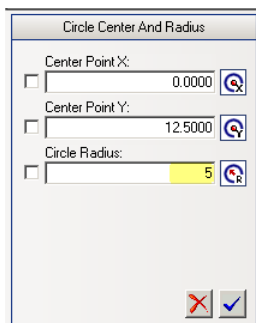 Circle Center And Radius
Center Point X:
0.0000
X
Center Point Y:
12.5000
Y
Circle Radius:
5
R